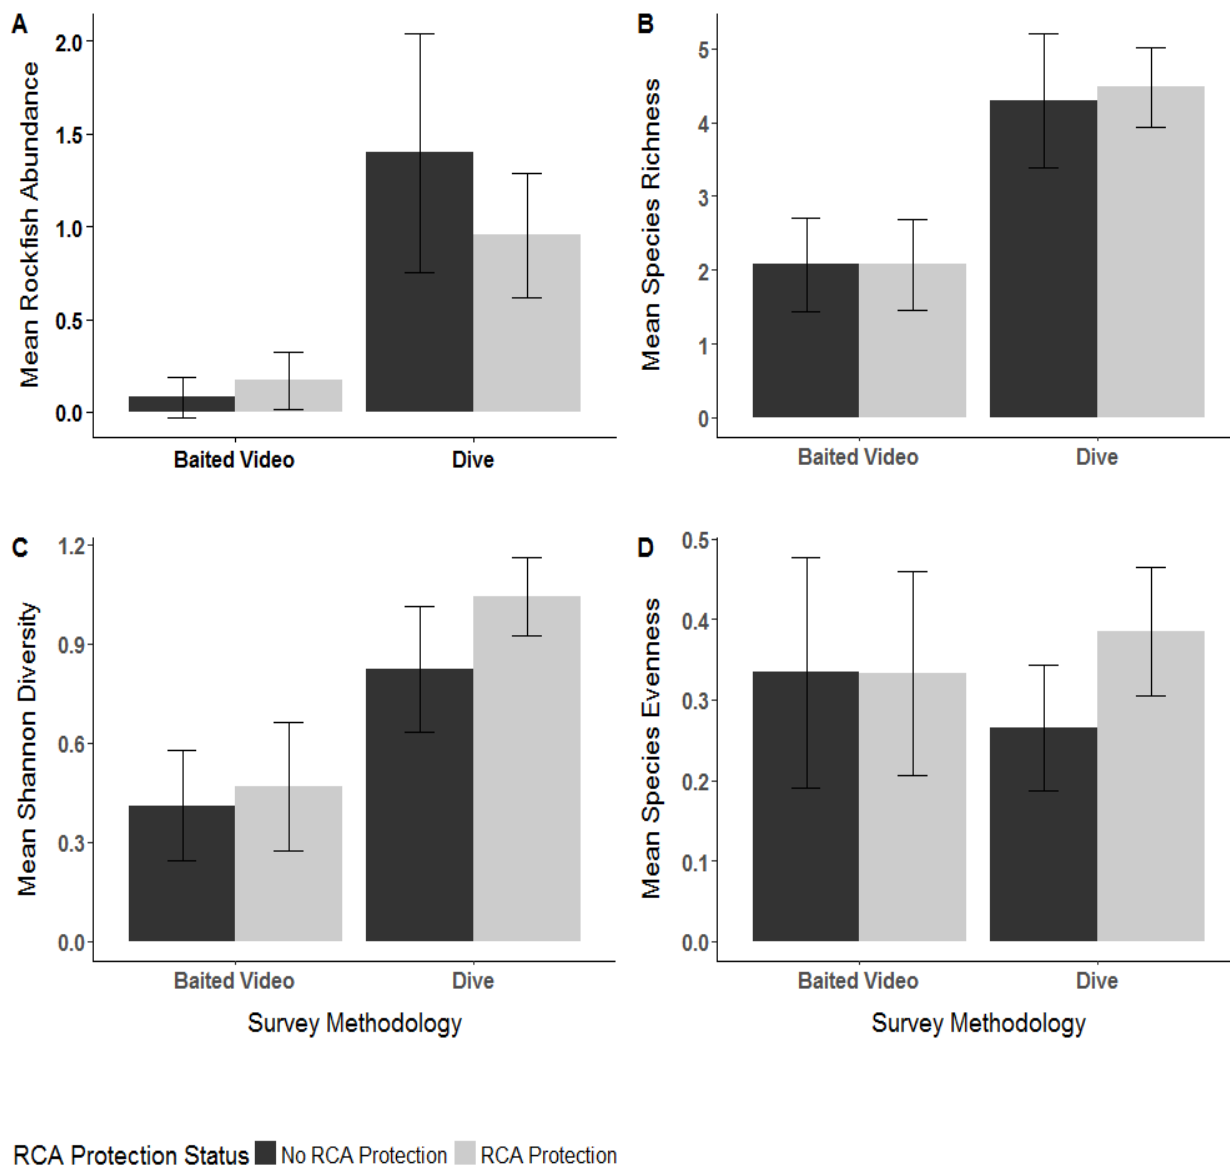 A
Mean Rockfish Abundance
2.0
1.5
1.0
0.5
0.0
Baited Video Dive
B
Mean Species Richness
5
4
3
2
1
0
Baited Video Dive
C
Mean Shannon Diversity
1.2
0.9
0.6
0.3
0.0
Baited Video Dive
Survey Methodology
D
Mean Species Evenness
0.5
0.4
0.3
0.2
0.1
0.0
Baited Video Dive
Survey Methodology
RCA Protection Status No RCA Protection RCA Protection